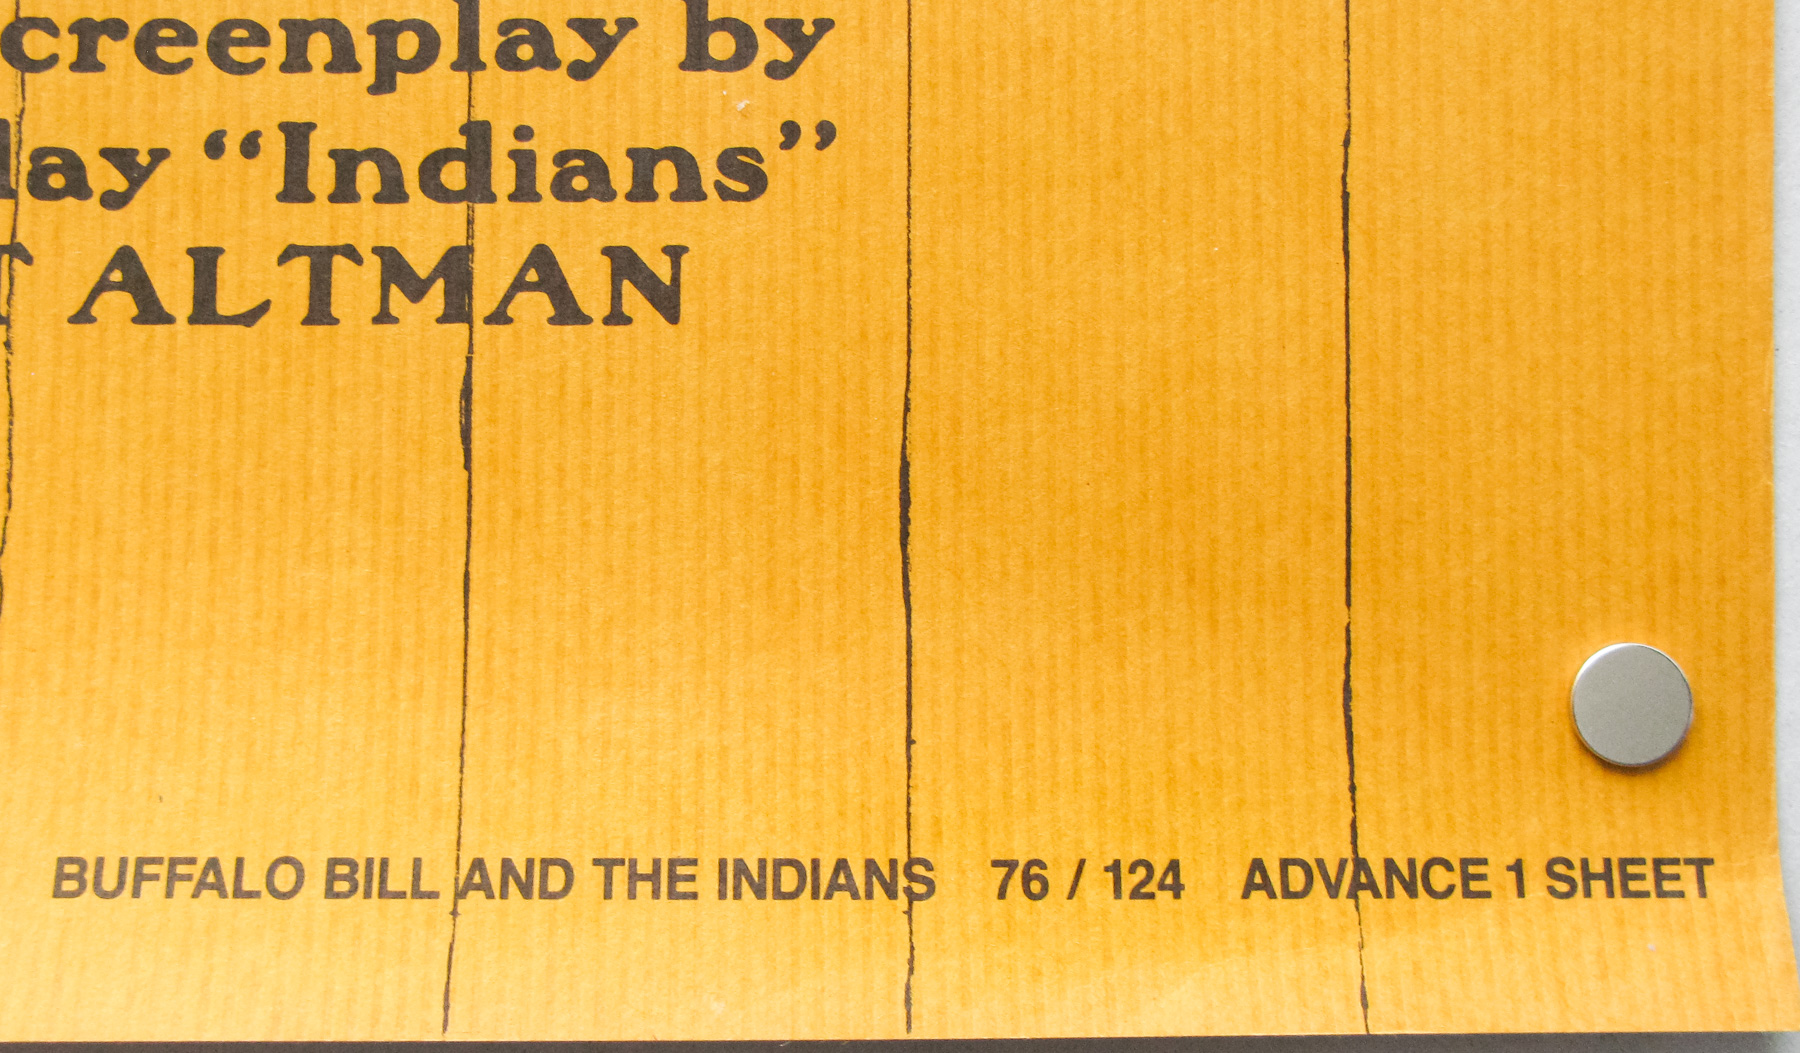 creenplay by
lay “Indians”
T ALTMAN
BUFFALO BILL AND THE INDIANS 76 / 124 ADVANCE 1 SHEET